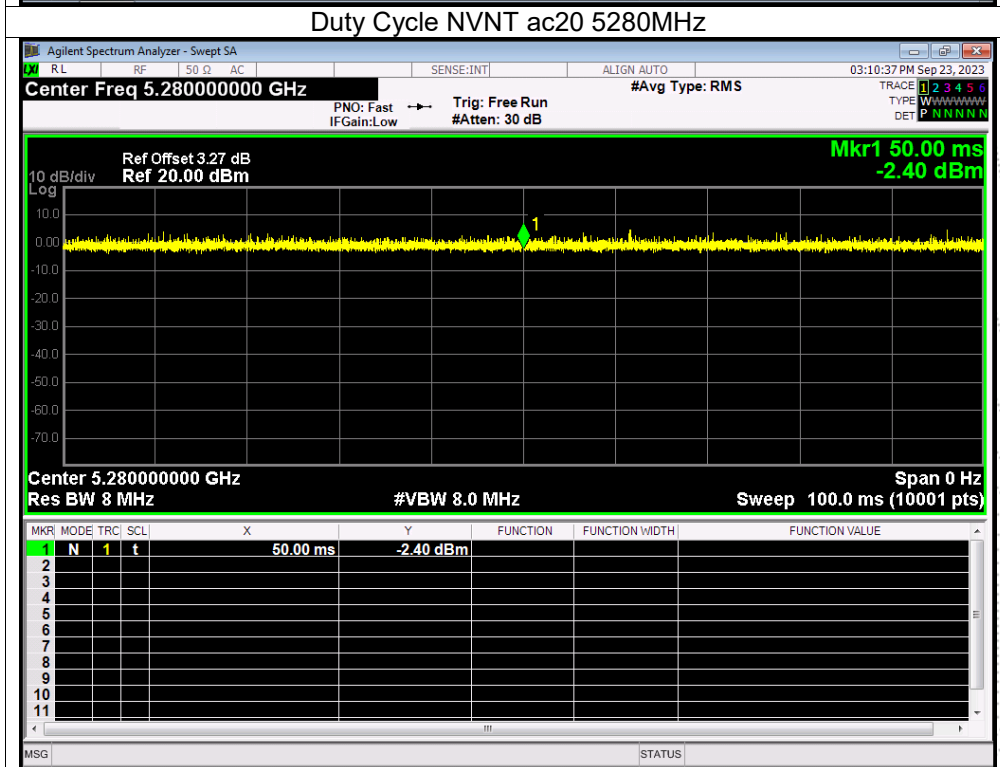 Duty Cycle NVNT ac20 5280MHz
Agilent Spectrum Analyzer - Swept SA
LXI RL RF 50 Ω AC SENSE:INT ALIGN AUTO 03:10:37 PM Sep 23, 2023
Center Freq 5.280000000 GHz #Avg Type: RMS TRACE 1 2 3 4 5 6
PNO: Fast Trig: Free Run TYPE WWWWWW
IFGain:Low #Atten: 30 dB DET P N N N N N
Mkr1 50.00 ms
Ref Offset 3.27 dB
10 dB/div Ref 20.00 dBm -2.40 dBm
Log
10.0
1
0.00
-10.0
-20.0
-30.0
-40.0
-50.0
-60.0
-70.0
Center 5.280000000 GHz Span 0 Hz
Res BW 8 MHz #VBW 8.0 MHz Sweep 100.0 ms (10001 pts)
MKR MODE TRC SCL X Y FUNCTION FUNCTION WIDTH FUNCTION VALUE
1 N 1 t 50.00 ms -2.40 dBm
2
3
4
5
6
7
8
9
10
11
MSG STATUS